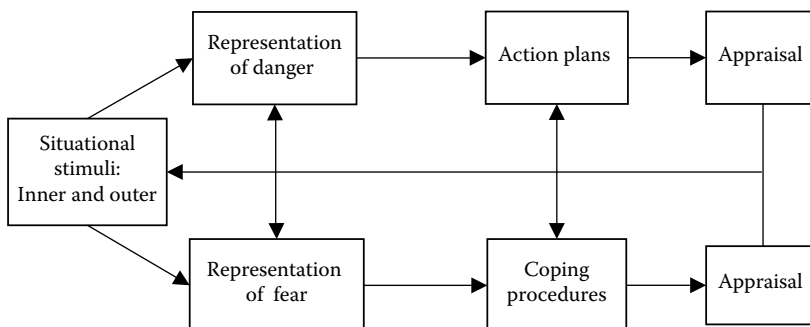 Representation
of danger
Action plans
Appraisal
Situational
stimuli:
Inner and outer
Representation
of fear
Coping
procedures
Appraisal